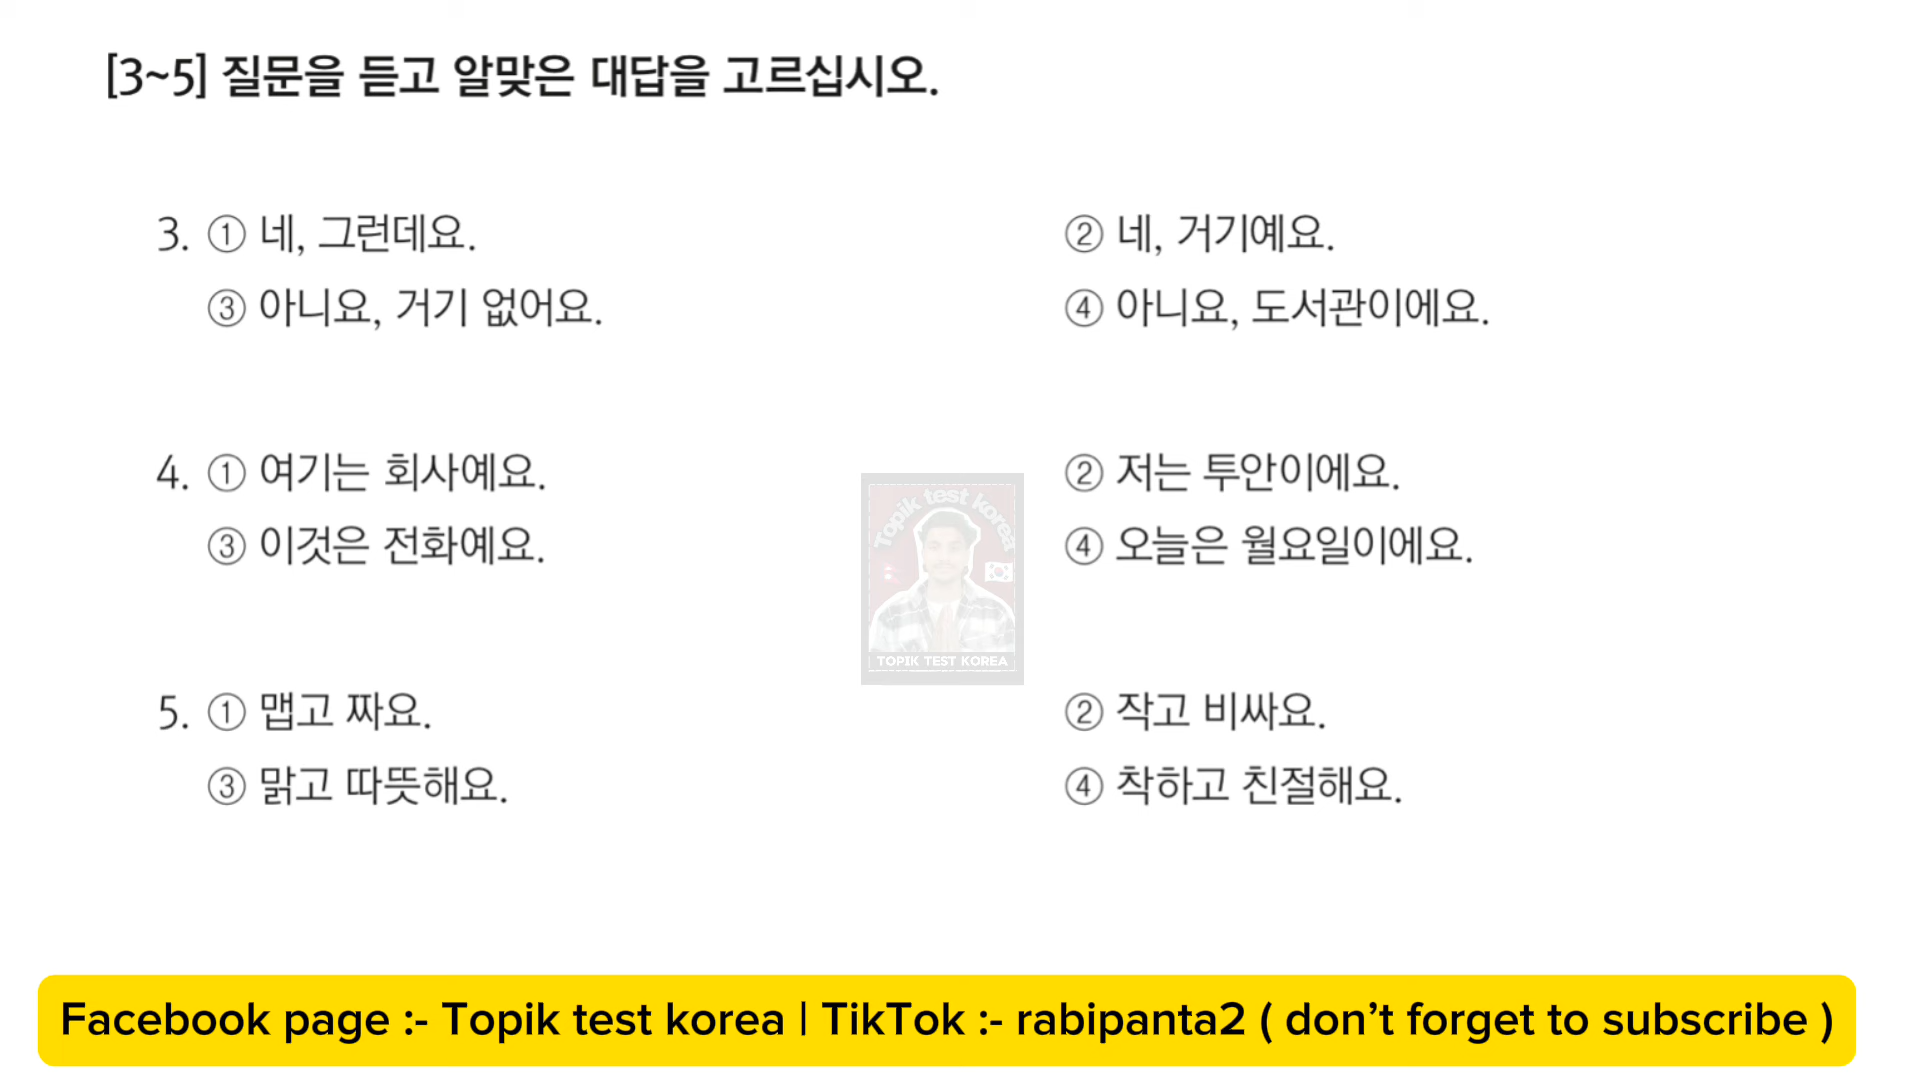 [3~5] 질문을 듣고 알맞은 대답을 고르십시오.
3. ① 네, 그런데요. ② 네, 거기예요.
③ 아니요, 거기 없어요. ④ 아니요, 도서관이에요.
4. ① 여기는 회사예요. ② 저는 투안이에요.
③ 이것은 전화예요. ④ 오늘은 월요일이에요.
Topik test korea
TOPIK TEST KOREA
5. ① 맵고 짜요. ② 작고 비싸요.
③ 맑고 따뜻해요. ④ 착하고 친절해요.
Facebook page :- Topik test korea | TikTok :- rabipanta2 ( don’t forget to subscribe )